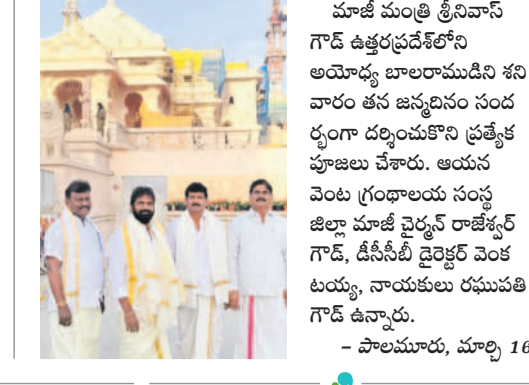 మాజీ మంత్రి శ్రీనివాస్
గౌడ్ ఉత్తరప్రదేశ్‌లోని
అయోధ్య బాలరాముడిని శని
వారం తన జన్మదినం సంద
ర్భంగా దర్శించుకొని ప్రత్యేక
పూజలు చేశారు. ఆయన
వెంట గ్రంథాలయ సంస్థ
జిల్లా మాజీ చైర్మన్ రాజేశ్వర్
గౌడ్, డీసీసీబీ డైరెక్టర్ వెంక
టయ్య, నాయకులు రఘుపతి
గౌడ్ ఉన్నారు.
– పాలమూరు, మార్చి 16